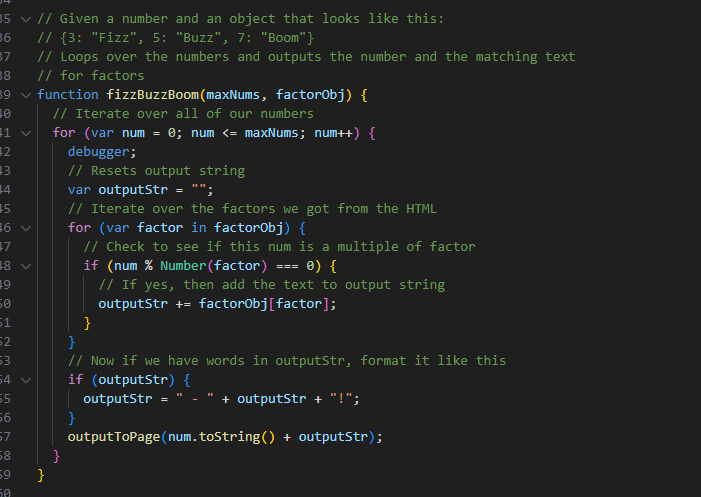 35 // Given a number and an object that looks like this:
36 // {3: "Fizz", 5: "Buzz", 7: "Boom"}
37 // Loops over the numbers and outputs the number and the matching text
38 // for factors
39 function fizzBuzzBoom(maxNums, factorObj) {
40 // Iterate over all of our numbers
41 for (var num = 0; num <= maxNums; num++) {
42 debugger;
43 // Resets output string
44 var outputStr = "";
45 // Iterate over the factors we got from the HTML
46 for (var factor in factorObj) {
47 // Check to see if this num is a multiple of factor
48 if (num % Number(factor) === 0) {
49 // If yes, then add the text to output string
50 outputStr += factorObj[factor];
51 }
52 }
53 // Now if we have words in outputStr, format it like this
54 if (outputStr) {
55 outputStr = " - " + outputStr + "!";
56 }
57 outputToPage(num.toString() + outputStr);
58 }
59 }